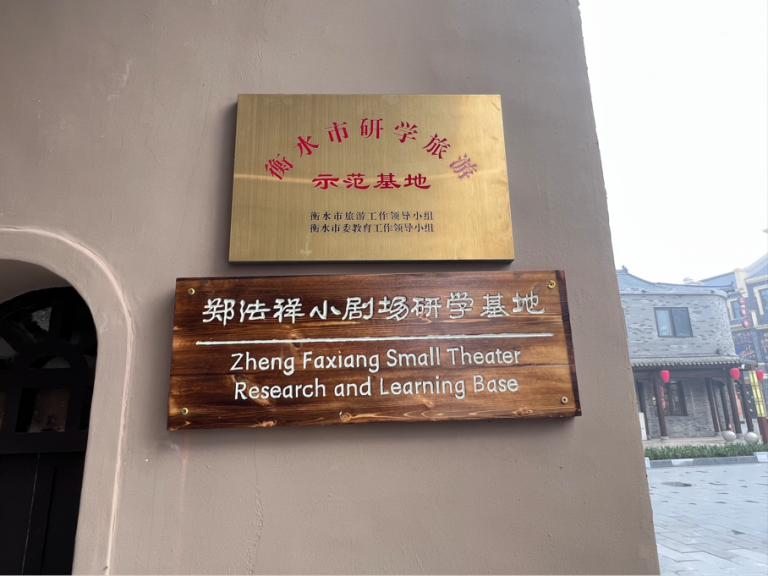 衡水市研学旅游
示范基地
衡水市旅游工作领导小组
衡水市委教育工作领导小组
郑法祥小剧场研学基地
Zheng Faxiang Small Theater
Research and Learning Base